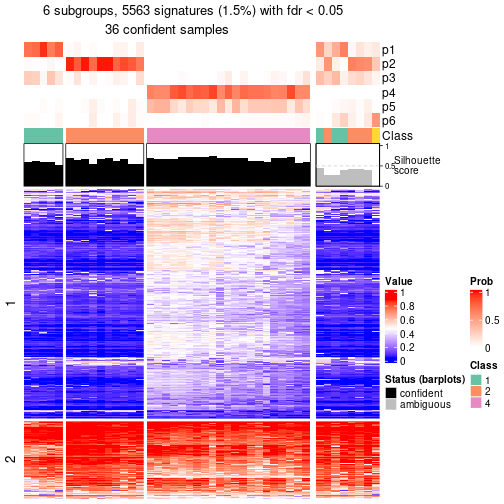 6 subgroups, 5563 signatures (1.5%) with fdr < 0.05
36 confident samples
p1
p2
p3
p4
p5
p6
Class
1
0.5
0
Silhouette
score
1
2
Value
1
0.8
0.6
0.4
0.2
0
Prob
1
0.5
0
Status (barplots)
confident
ambiguous
Class
1
2
4